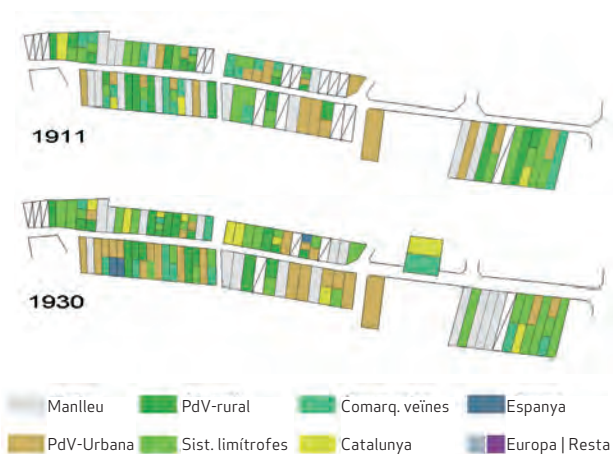 1911
1930
Manlleu PdV-rural Comarq. veïnes Espanya
PdV-Urbana Sist. limítrofes Catalunya Europa | Resta